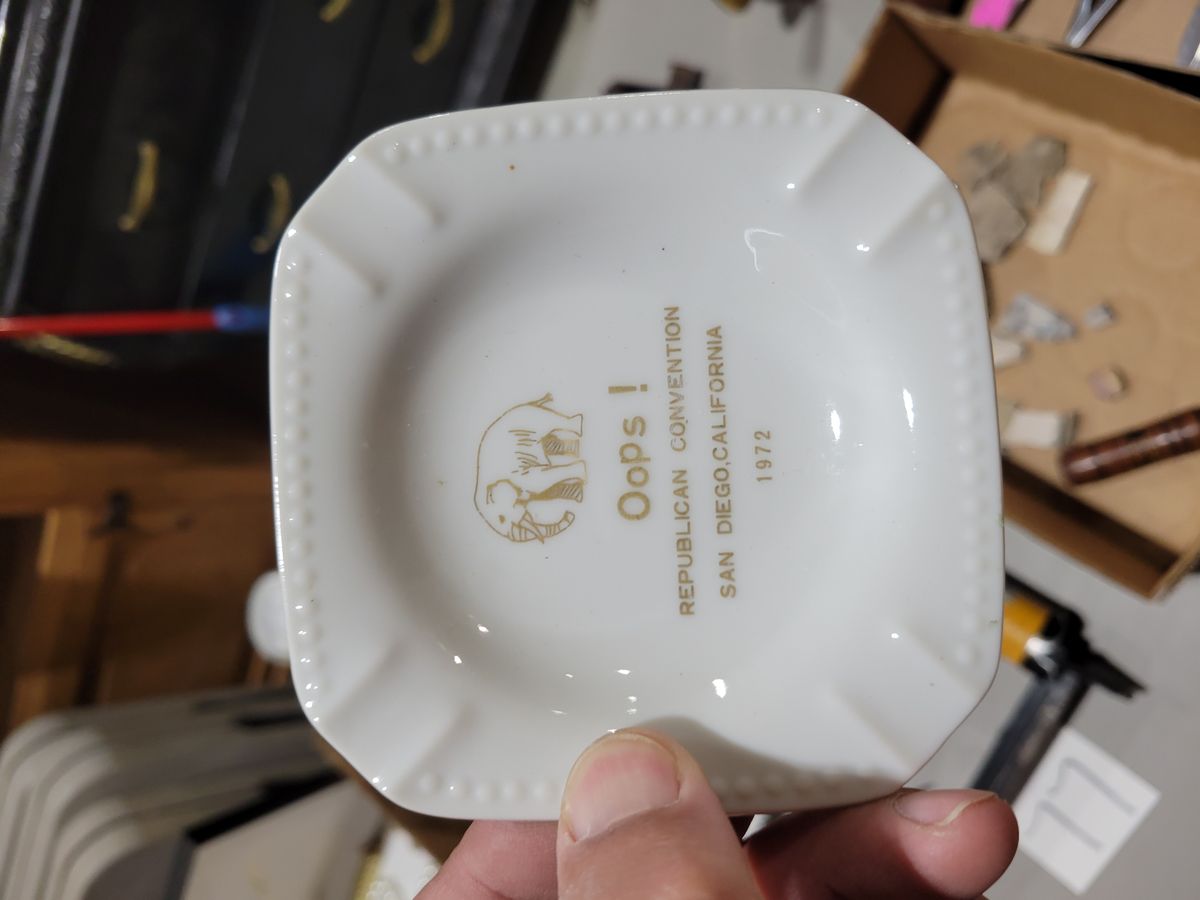 Oops !
REPUBLICAN CONVENTION
SAN DIEGO,CALIFORNIA
1972